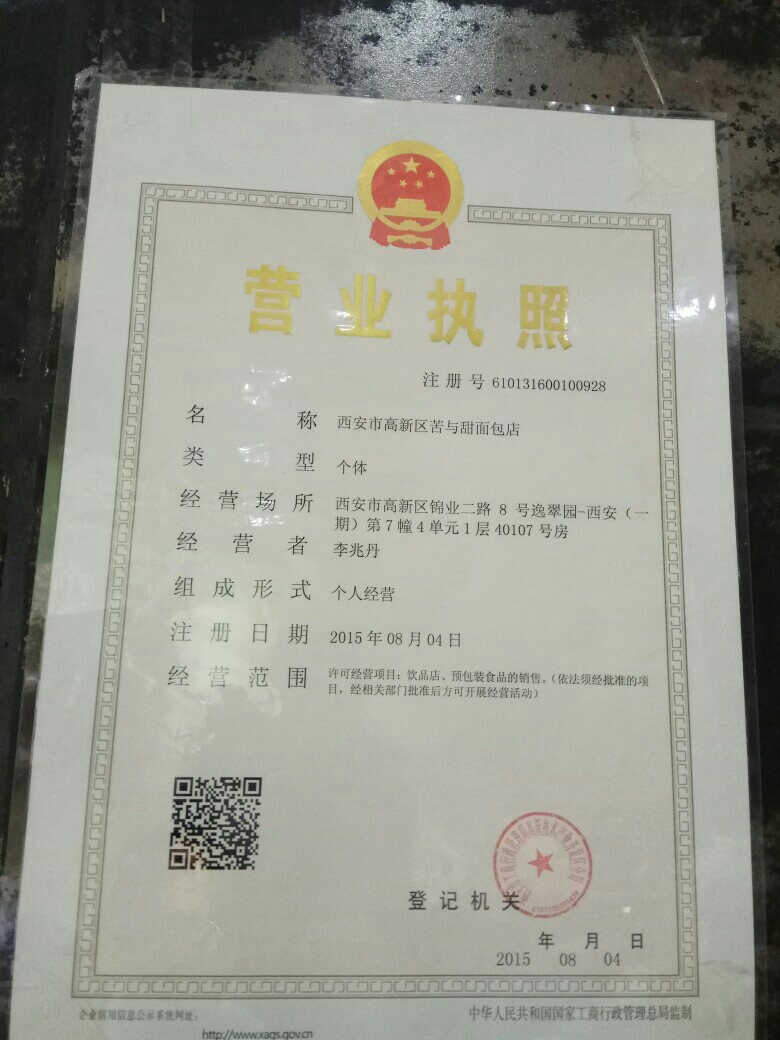 营业执照
注册号 610131600100928
名称 西安市高新区苦与甜面包店
类型 个体
经营场所 西安市高新区锦业二路 8 号逸翠园-西安（一
期）第 7 幢 4 单元 1 层 40107 号房
经营者 李兆丹
组成形式 个人经营
注册日期 2015 年 08 月 04 日
经营范围 许可经营项目：饮品店、预包装食品的销售。（依法须经批准的项
目，经相关部门批准后方可开展经营活动）
登记机关
年 月 日
2015 08 04
企业信用信息公示系统网址：
http://www.xags.gov.cn
中华人民共和国国家工商行政管理总局监制